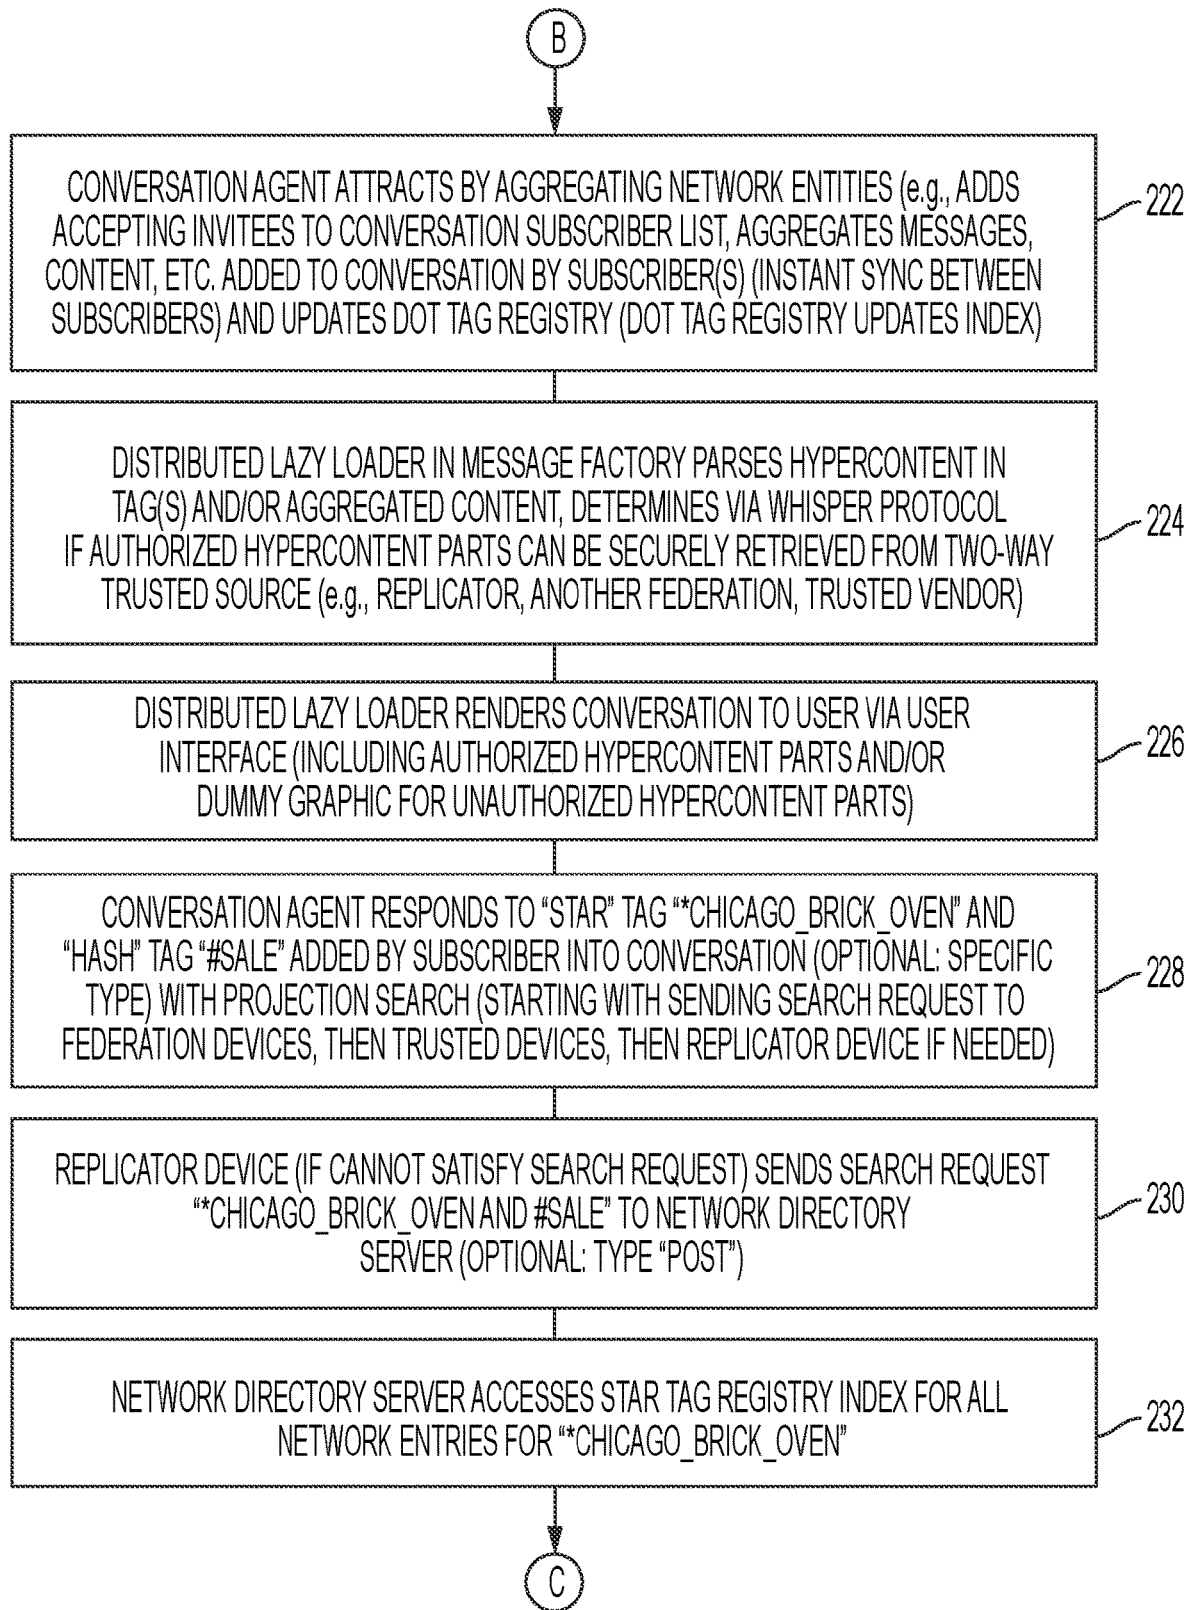 B
CONVERSATION AGENT ATTRACTS BY AGGREGATING NETWORK ENTITIES (e.g., ADDS
ACCEPTING INVITEES TO CONVERSATION SUBSCRIBER LIST, AGGREGATES MESSAGES,
CONTENT, ETC. ADDED TO CONVERSATION BY SUBSCRIBER(S) (INSTANT SYNC BETWEEN
SUBSCRIBERS) AND UPDATES DOT TAG REGISTRY (DOT TAG REGISTRY UPDATES INDEX)
222
DISTRIBUTED LAZY LOADER IN MESSAGE FACTORY PARSES HYPERCONTENT IN
TAG(S) AND/OR AGGREGATED CONTENT, DETERMINES VIA WHISPER PROTOCOL
IF AUTHORIZED HYPERCONTENT PARTS CAN BE SECURELY RETRIEVED FROM TWO-WAY
TRUSTED SOURCE (e.g., REPLICATOR, ANOTHER FEDERATION, TRUSTED VENDOR)
224
DISTRIBUTED LAZY LOADER RENDERS CONVERSATION TO USER VIA USER
INTERFACE (INCLUDING AUTHORIZED HYPERCONTENT PARTS AND/OR
DUMMY GRAPHIC FOR UNAUTHORIZED HYPERCONTENT PARTS)
226
CONVERSATION AGENT RESPONDS TO “STAR” TAG “*CHICAGO_BRICK_OVEN” AND
“HASH” TAG “#SALE” ADDED BY SUBSCRIBER INTO CONVERSATION (OPTIONAL: SPECIFIC
TYPE) WITH PROJECTION SEARCH (STARTING WITH SENDING SEARCH REQUEST TO
FEDERATION DEVICES, THEN TRUSTED DEVICES, THEN REPLICATOR DEVICE IF NEEDED)
228
REPLICATOR DEVICE (IF CANNOT SATISFY SEARCH REQUEST) SENDS SEARCH REQUEST
“*CHICAGO_BRICK_OVEN AND #SALE” TO NETWORK DIRECTORY
SERVER (OPTIONAL: TYPE “POST”)
230
NETWORK DIRECTORY SERVER ACCESSES STAR TAG REGISTRY INDEX FOR ALL
NETWORK ENTRIES FOR “*CHICAGO_BRICK_OVEN”
232
C